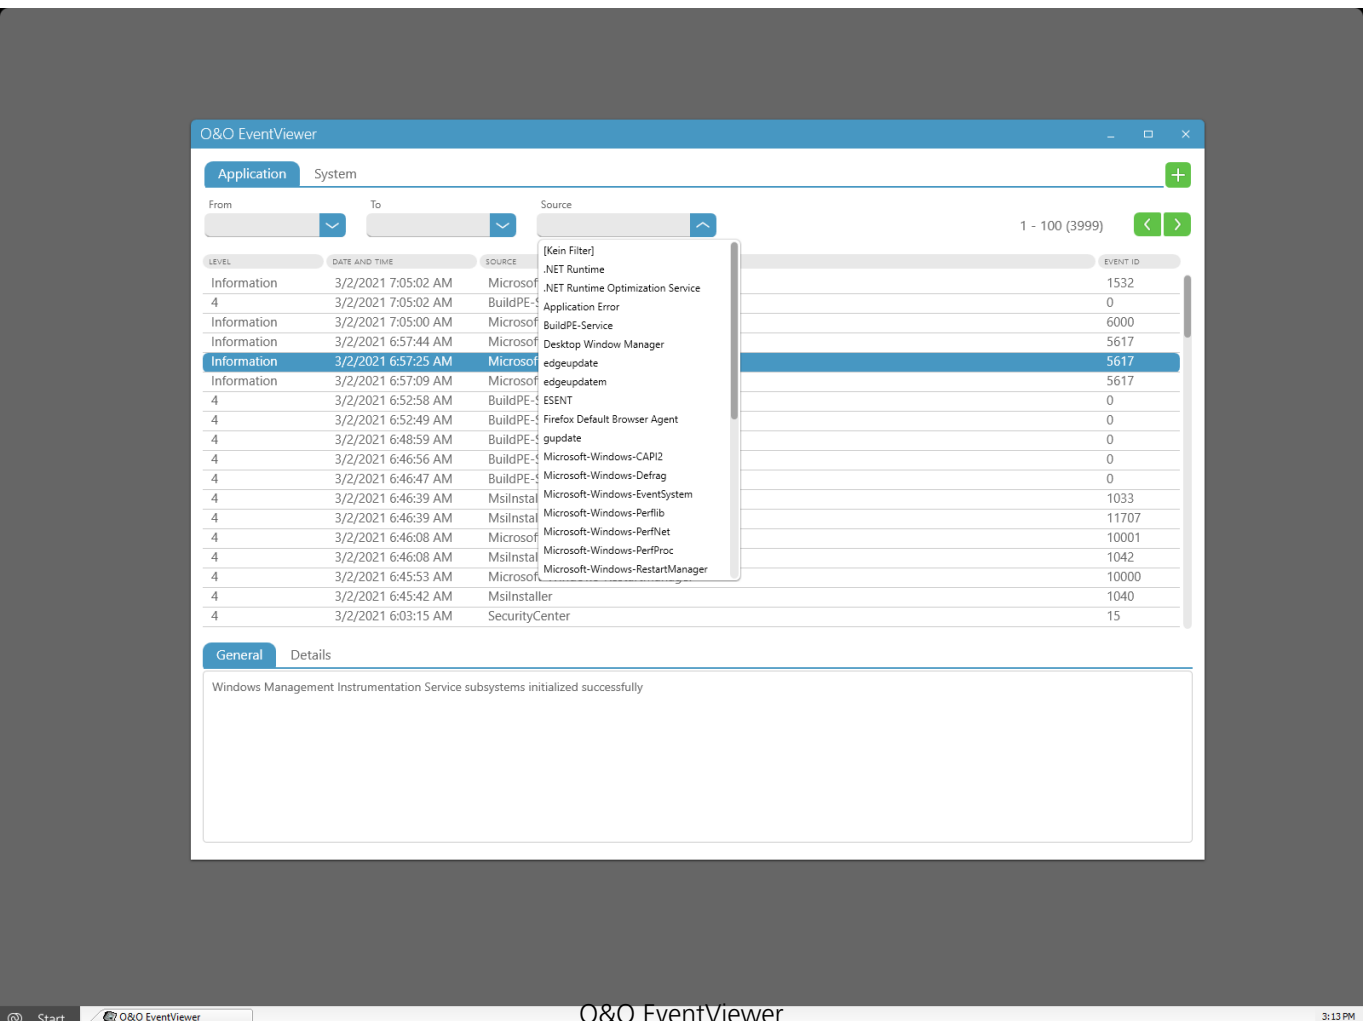 O&O EventViewer
Application System
From To Source
1 - 100 (3999)
[Kein Filter]
.NET Runtime
.NET Runtime Optimization Service
Application Error
BuildPE-Service
Desktop Window Manager
edgeupdate
edgeupdatem
ESENT
Firefox Default Browser Agent
gupdate
Microsoft-Windows-CAPI2
Microsoft-Windows-Defrag
Microsoft-Windows-EventSystem
Microsoft-Windows-Perflib
Microsoft-Windows-PerfNet
Microsoft-Windows-PerfProc
Microsoft-Windows-RestartManager
LEVEL DATE AND TIME SOURCE EVENT ID
Information 3/2/2021 7:05:02 AM Microsof 1532
4 3/2/2021 7:05:02 AM BuildPE-S 0
Information 3/2/2021 7:05:00 AM Microsof 6000
Information 3/2/2021 6:57:44 AM Microsof 5617
Information 3/2/2021 6:57:25 AM Microsof 5617
Information 3/2/2021 6:57:09 AM Microsof 5617
4 3/2/2021 6:52:58 AM BuildPE-S 0
4 3/2/2021 6:52:49 AM BuildPE-S 0
4 3/2/2021 6:48:59 AM BuildPE-S 0
4 3/2/2021 6:46:56 AM BuildPE-S 0
4 3/2/2021 6:46:47 AM BuildPE-S 0
4 3/2/2021 6:46:39 AM MsiInstal 1033
4 3/2/2021 6:46:39 AM MsiInstal 11707
4 3/2/2021 6:46:08 AM Microsof 10001
4 3/2/2021 6:46:08 AM MsiInstal 1042
4 3/2/2021 6:45:53 AM Microsof 10000
4 3/2/2021 6:45:42 AM MsiInstaller 1040
4 3/2/2021 6:03:15 AM SecurityCenter 15
General Details
Windows Management Instrumentation Service subsystems initialized successfully
Start O&O EventViewer O&O EventViewer 3:13 PM